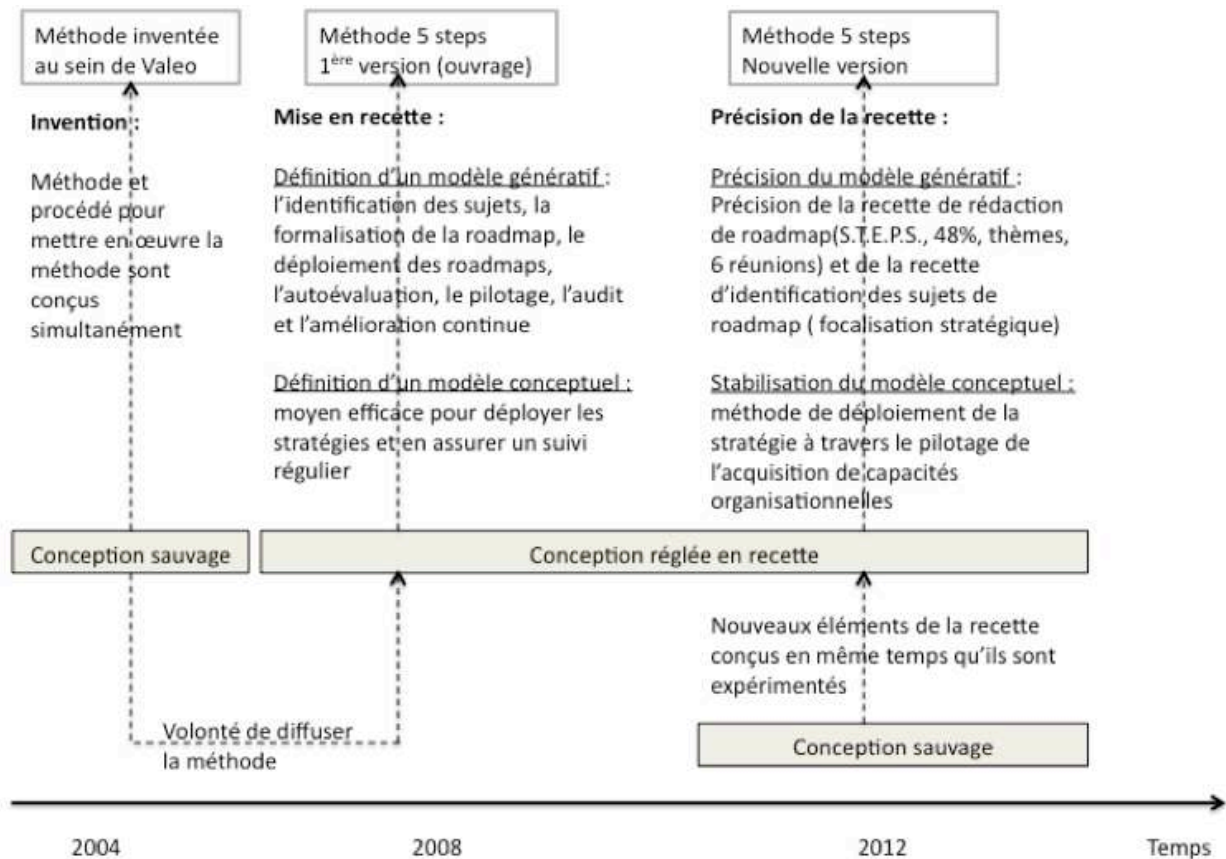 Méthode inventée
au sein de Valeo
Invention :
Méthode et
procédé pour
mettre en œuvre la
méthode sont
conçus
simultanément
Méthode 5 steps
1ère version (ouvrage)
Mise en recette :
Définition d'un modèle génératif :
l'identification des sujets, la
formalisation de la roadmap, le
déploiement des roadmaps,
l'autoévaluation, le pilotage, l'audit
et l'amélioration continue
Définition d'un modèle conceptuel :
moyen efficace pour déployer les
stratégies et en assurer un suivi
régulier
Méthode 5 steps
Nouvelle version
Précision de la recette :
Précision du modèle génératif :
Précision de la recette de rédaction
de roadmap(S.T.E.P.S., 48%, thèmes,
6 réunions) et de la recette
d'identification des sujets de
roadmap ( focalisation stratégique)
Stabilisation du modèle conceptuel :
méthode de déploiement de la
stratégie à travers le pilotage de
l'acquisition de capacités
organisationnelles
Conception sauvage
Conception réglée en recette
Nouveaux éléments de la recette
conçus en même temps qu'ils sont
expérimentés
Volonté de diffuser
la méthode
Conception sauvage
2004
2008
2012
Temps